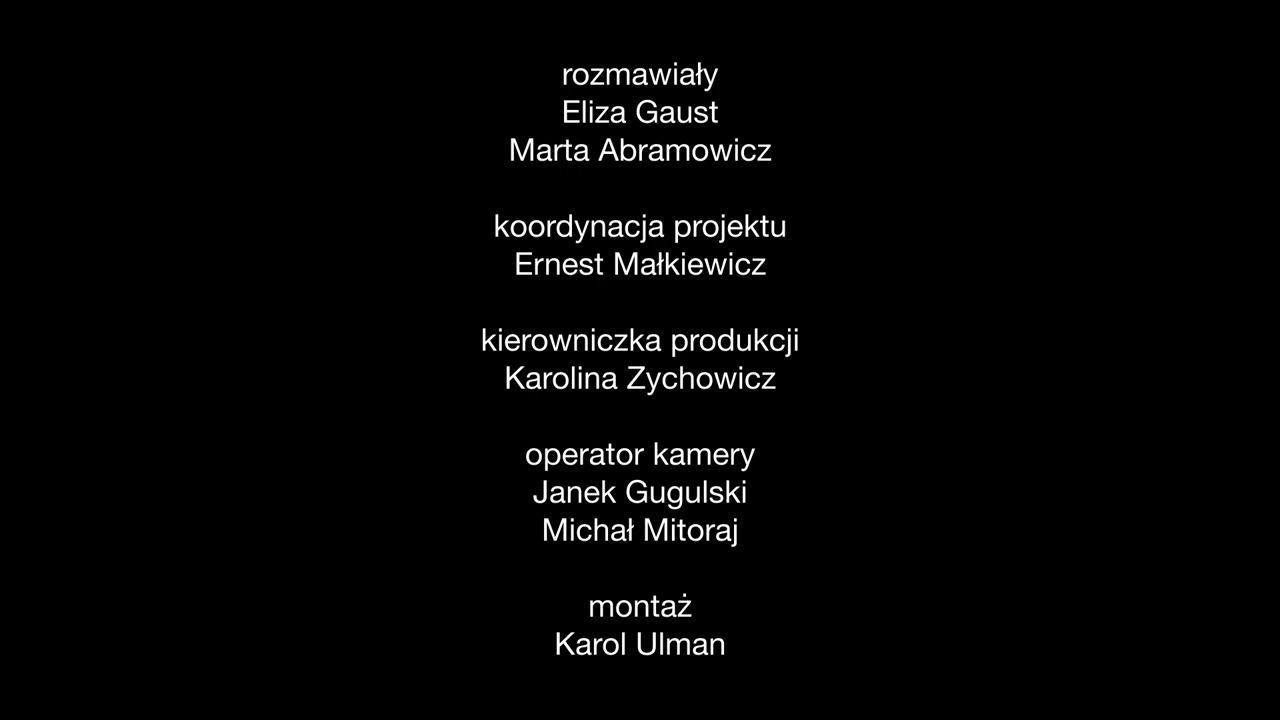 rozmawiały
Eliza Gaust
Marta Abramowicz
koordynacja projektu
Ernest Małkiewicz
kierowniczka produkcji
Karolina Zychowicz
operator kamery
Janek Gugulski
Michał Mitoraj
montaż
Karol Ulman